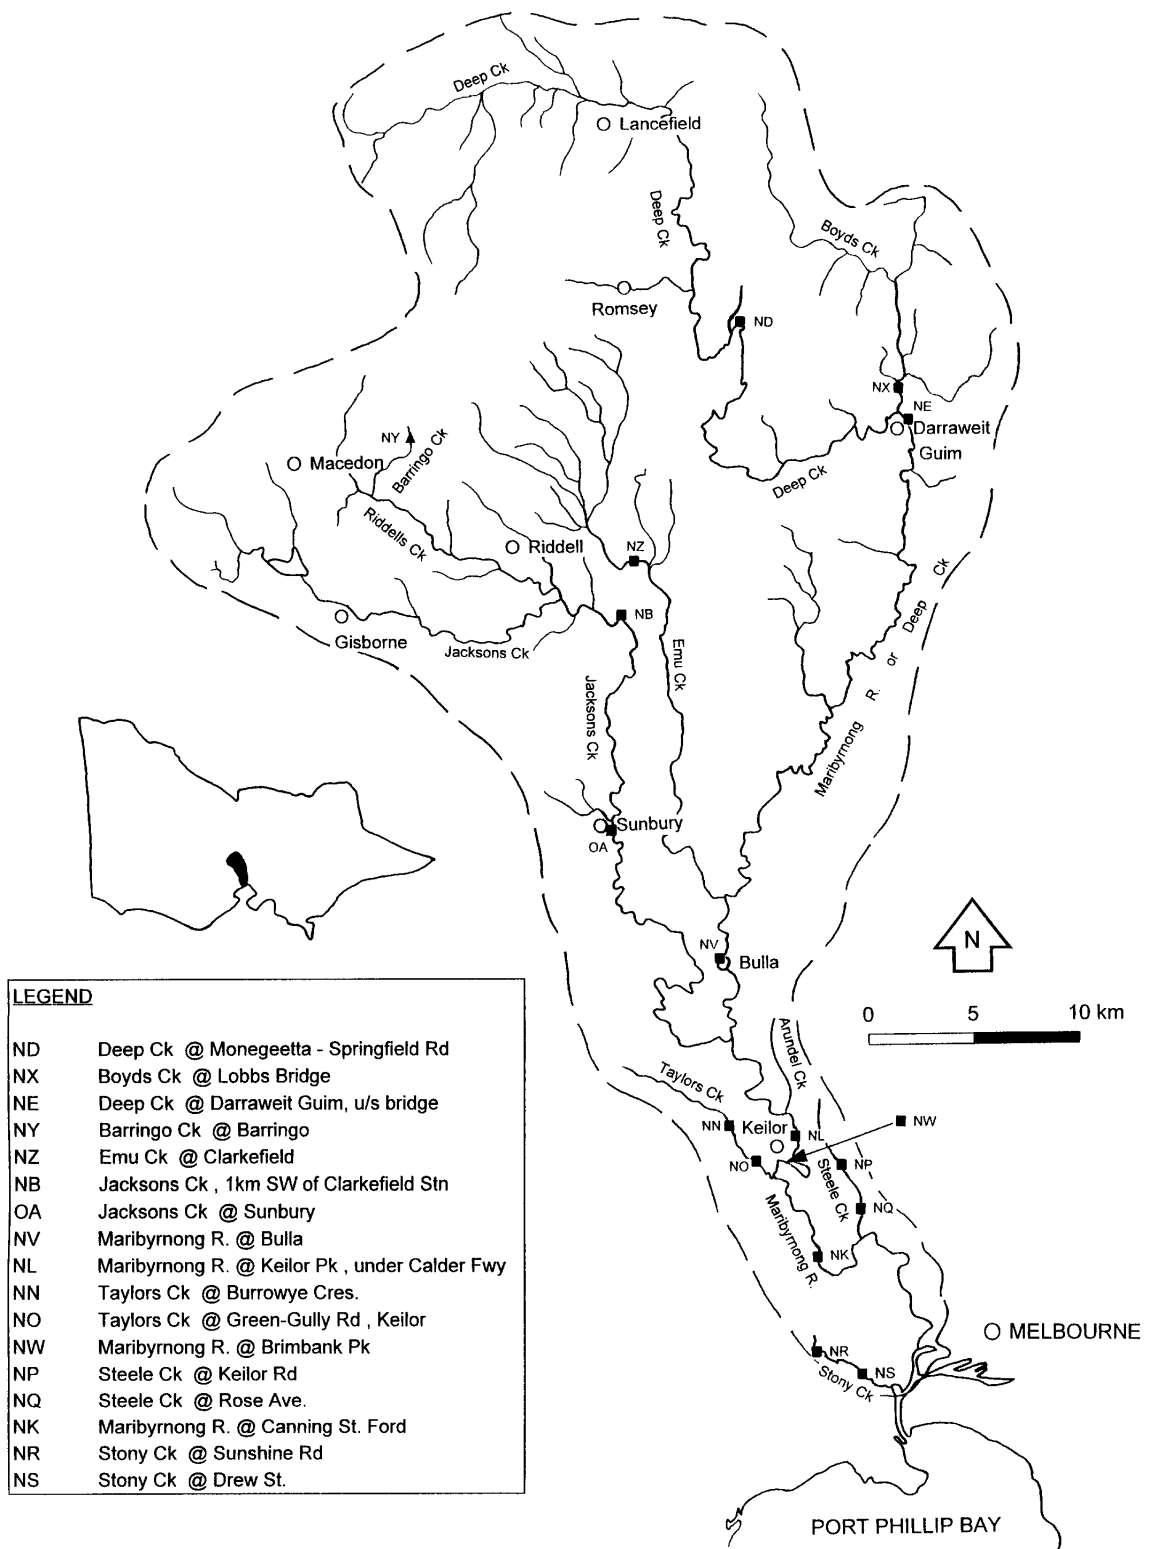 Deep Ck
Lancefield
Deep Ck
Boyds Ck
Romsey
ND
NX
NE
Darraweit
Guim
NY
Barringo Ck
Macedon
Deep Ck
Riddells Ck
Riddell
NZ
NB
Gisborne
Jacksons Ck
Emu Ck
Maribyrnong R. or Deep Ck
Jacksons Ck
Sunbury
OA
NV
Bulla
N
0 5 10 km
Arundel Ck
Taylors Ck
NN
Keilor
NL
NW
NO
NP
Steele Ck
NQ
Maribyrnong R.
NK
MELBOURNE
NR
NS
Stony Ck
PORT PHILLIP BAY
LEGEND
ND Deep Ck @ Monegeetta - Springfield Rd
NX Boyds Ck @ Lobbs Bridge
NE Deep Ck @ Darraweit Guim, u/s bridge
NY Barringo Ck @ Barringo
NZ Emu Ck @ Clarkefield
NB Jacksons Ck , 1km SW of Clarkefield Stn
OA Jacksons Ck @ Sunbury
NV Maribyrnong R. @ Bulla
NL Maribyrnong R. @ Keilor Pk , under Calder Fwy
NN Taylors Ck @ Burrowye Cres.
NO Taylors Ck @ Green-Gully Rd , Keilor
NW Maribyrnong R. @ Brimbank Pk
NP Steele Ck @ Keilor Rd
NQ Steele Ck @ Rose Ave.
NK Maribyrnong R. @ Canning St. Ford
NR Stony Ck @ Sunshine Rd
NS Stony Ck @ Drew St.